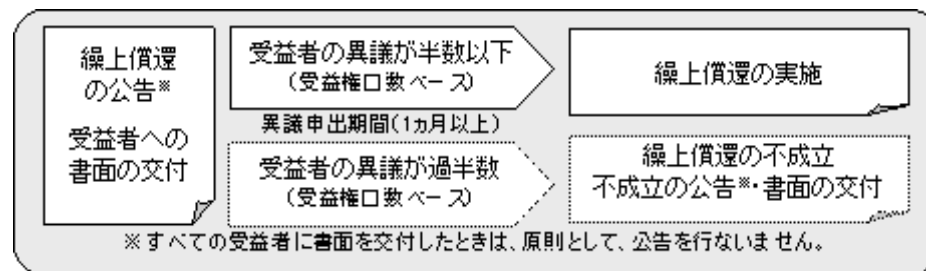 繰上償還
の公告※
受益者への
書面の交付
受益者の異議が半数以下
(受益権口数ベース)
異議申出期間(1ヵ月以上)
受益者の異議が過半数
(受益権口数ベース)
繰上償還の実施
繰上償還の不成立
不成立の公告※・書面の交付
※すべての受益者に書面を交付したときは、原則として、公告を行ないません。